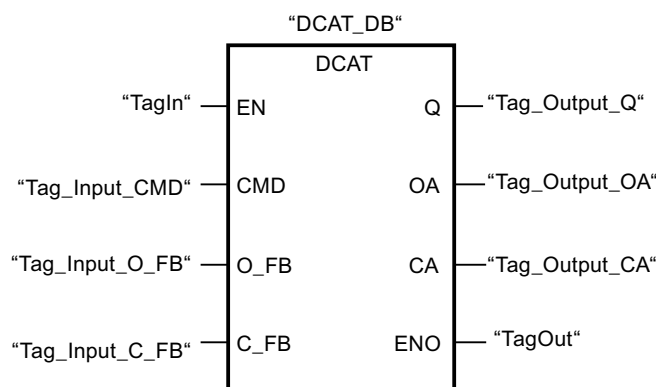 "DCAT_DB“
DCAT
“TagIn“ EN Q “Tag_Output_Q“
“Tag_Input_CMD“ CMD OA “Tag_Output_OA“
“Tag_Input_O_FB“ O_FB CA “Tag_Output_CA“
“Tag_Input_C_FB“ C_FB ENO “TagOut“